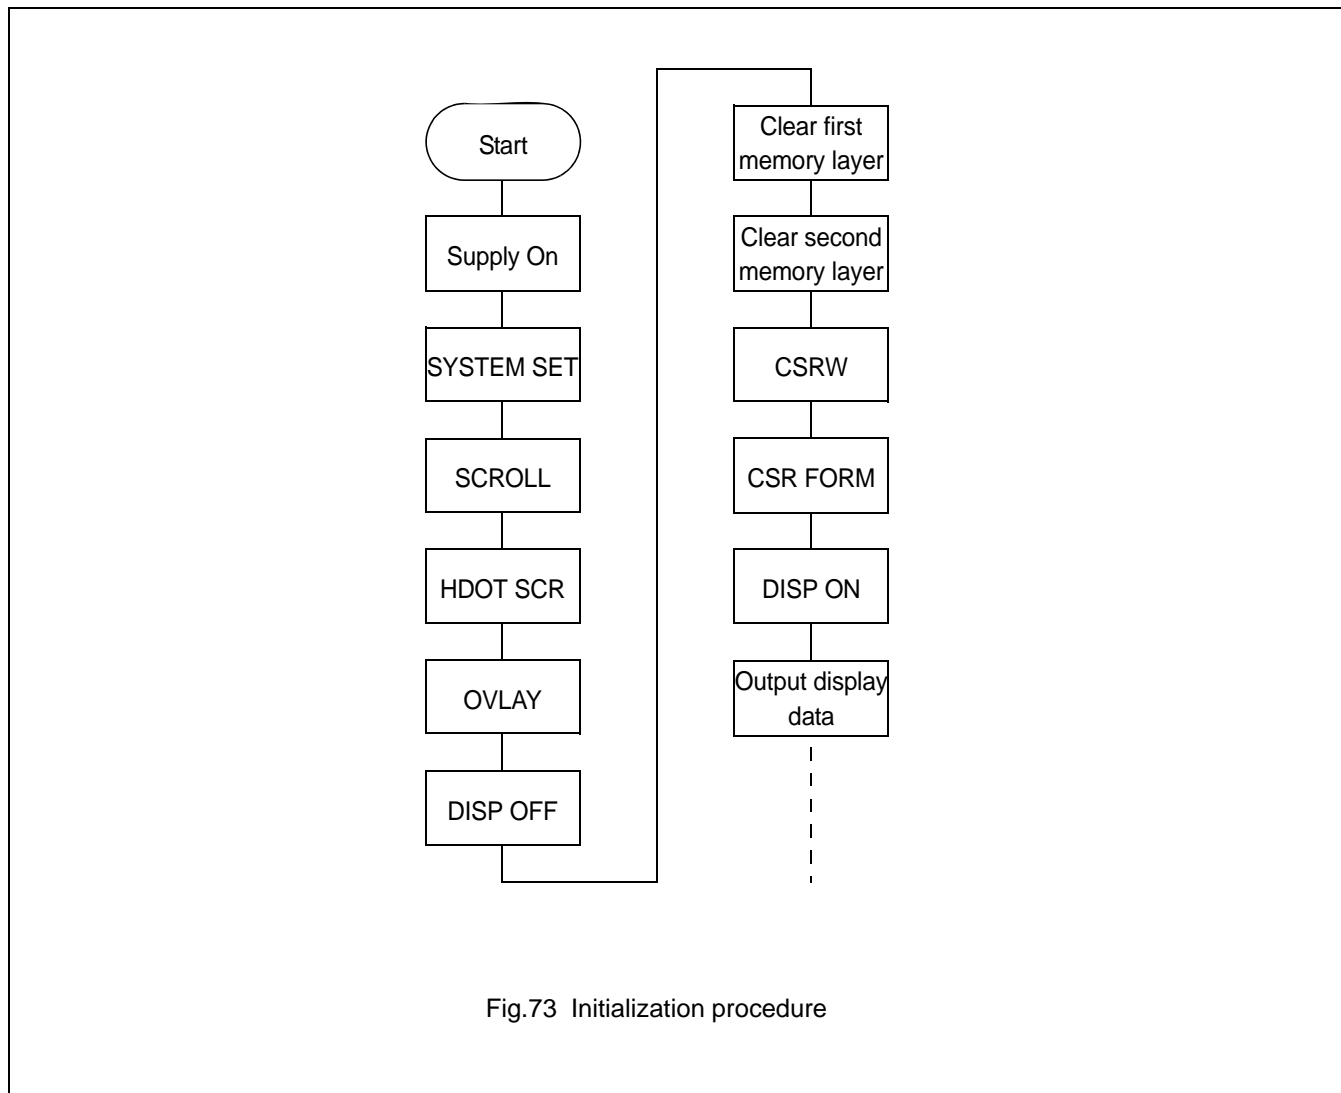 Start
Supply On
SYSTEM SET
SCROLL
HDOT SCR
OVLAY
DISP OFF
Clear first
memory layer
Clear second
memory layer
CSRW
CSR FORM
DISP ON
Output display
data
Fig.73 Initialization procedure